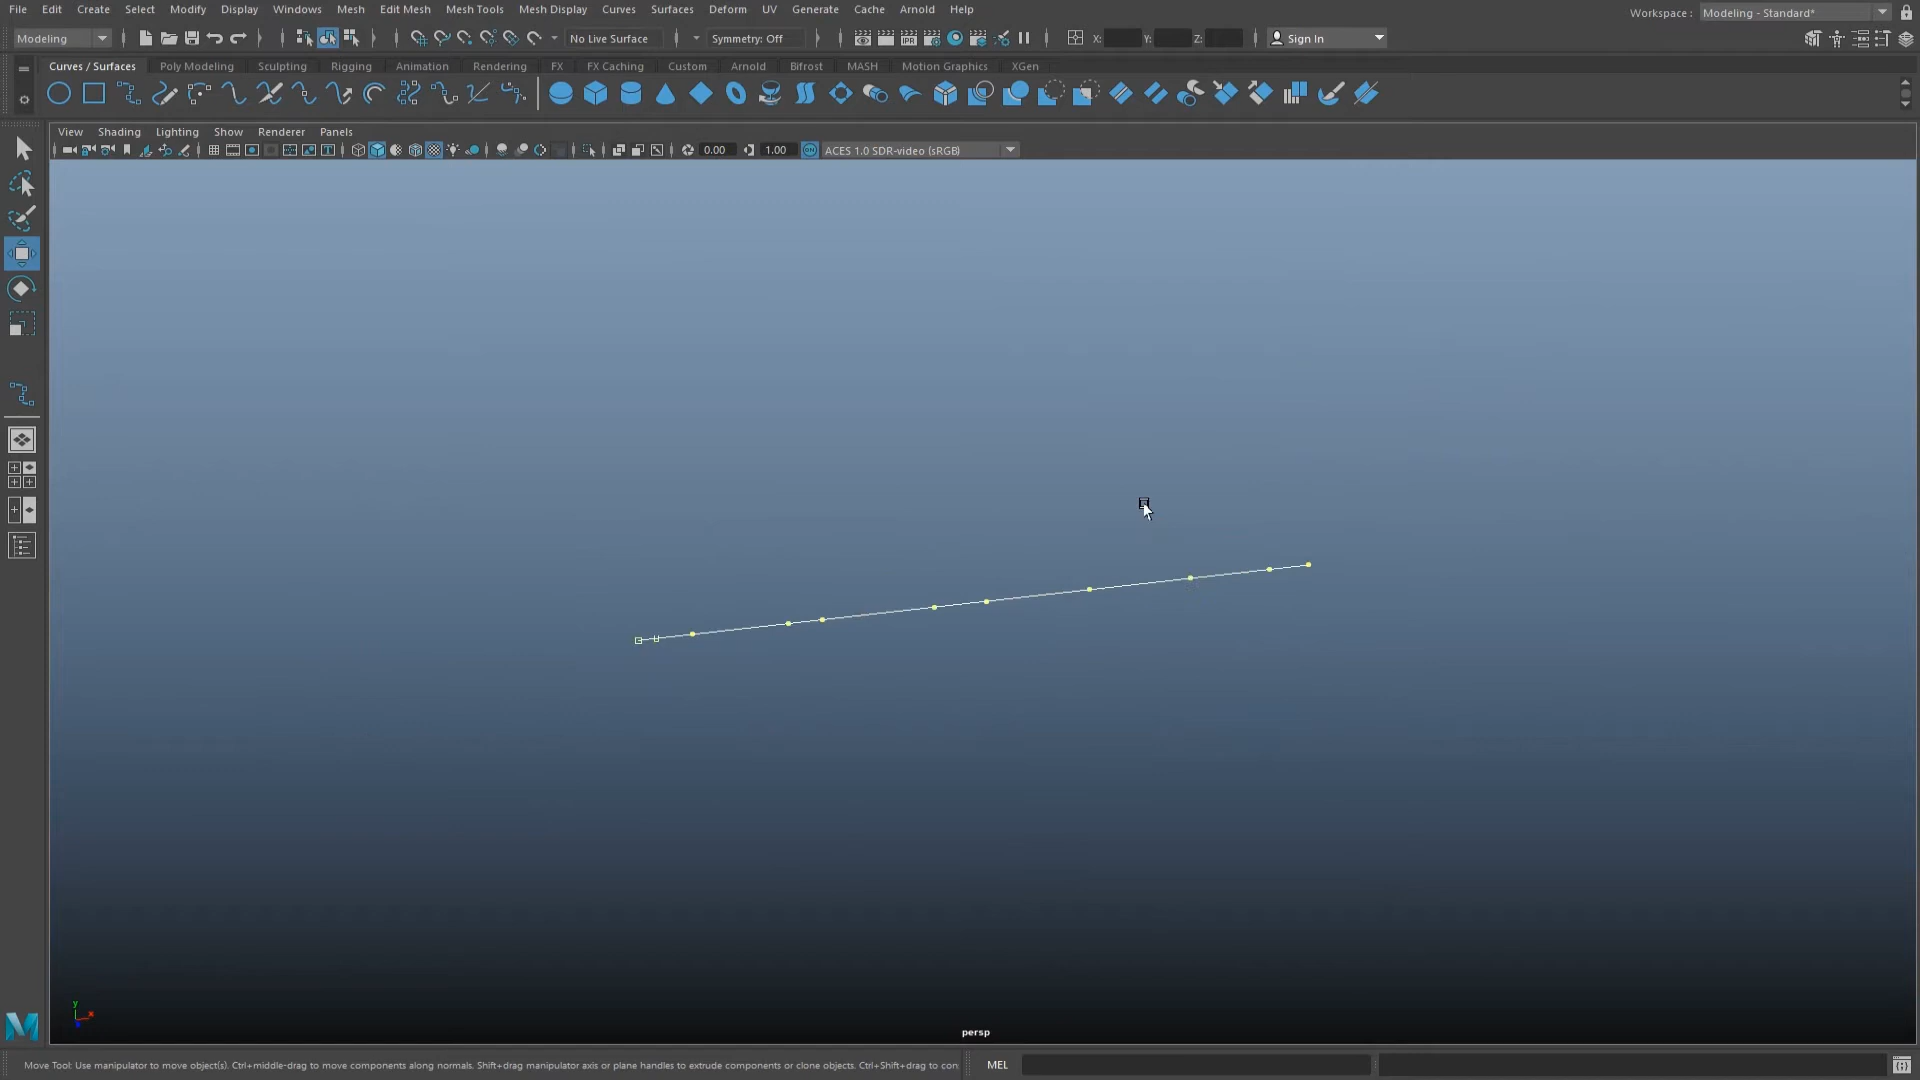 File Edit Create Select Modify Display Windows Mesh Edit Mesh Mesh Tools Mesh Display Curves Surfaces Deform UV Generate Cache Arnold Help
Workspace : Modeling - Standard*
Modeling No Live Surface Symmetry: Off IPR X: Y: Z: Sign In
Curves / Surfaces Poly Modeling Sculpting Rigging Animation Rendering FX FX Caching Custom Arnold Bifrost MASH Motion Graphics XGen
View Shading Lighting Show Renderer Panels
0.00 1.00 ON ACES 1.0 SDR-video (sRGB)
U
y
x
persp
M
Move Tool: Use manipulator to move object(s). Ctrl+middle-drag to move components along normals. Shift+drag manipulator axis or plane handles to extrude components or clone objects. Ctrl+Shift+drag to con
MEL